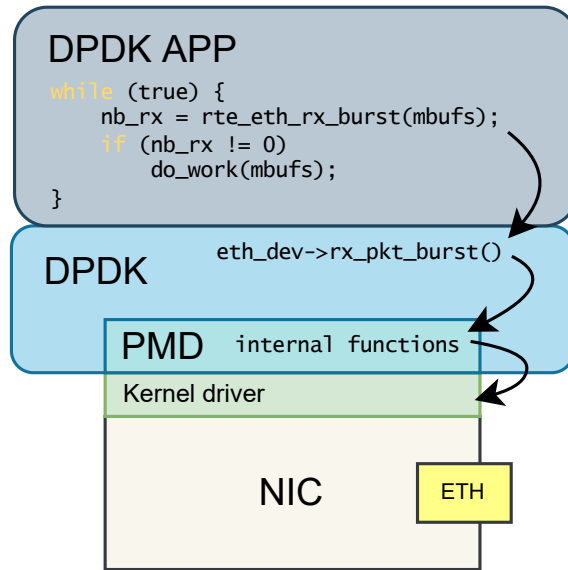 DPDK APP
while (true) {
    nb_rx = rte_eth_rx_burst(mbufs);
    if (nb_rx != 0)
        do_work(mbufs);
}
eth_dev->rx_pkt_burst()
DPDK
PMD internal functions
Kernel driver
NIC
ETH